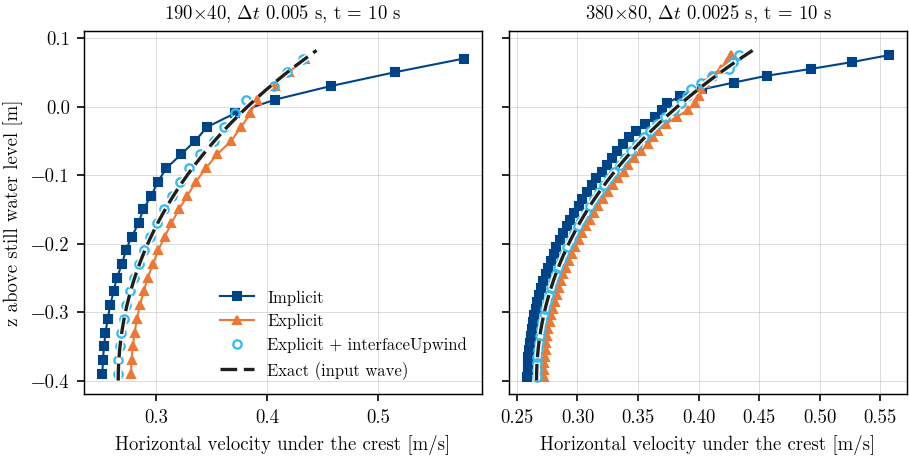 190×40, Δt 0.005 s, t = 10 s
380×80, Δt 0.0025 s, t = 10 s
z above still water level [m]
0.1
0.0
−0.1
−0.2
−0.3
−0.4
Implicit
Explicit
Explicit + interfaceUpwind
Exact (input wave)
0.3 0.4 0.5
0.25 0.30 0.35 0.40 0.45 0.50 0.55
Horizontal velocity under the crest [m/s]
Horizontal velocity under the crest [m/s]